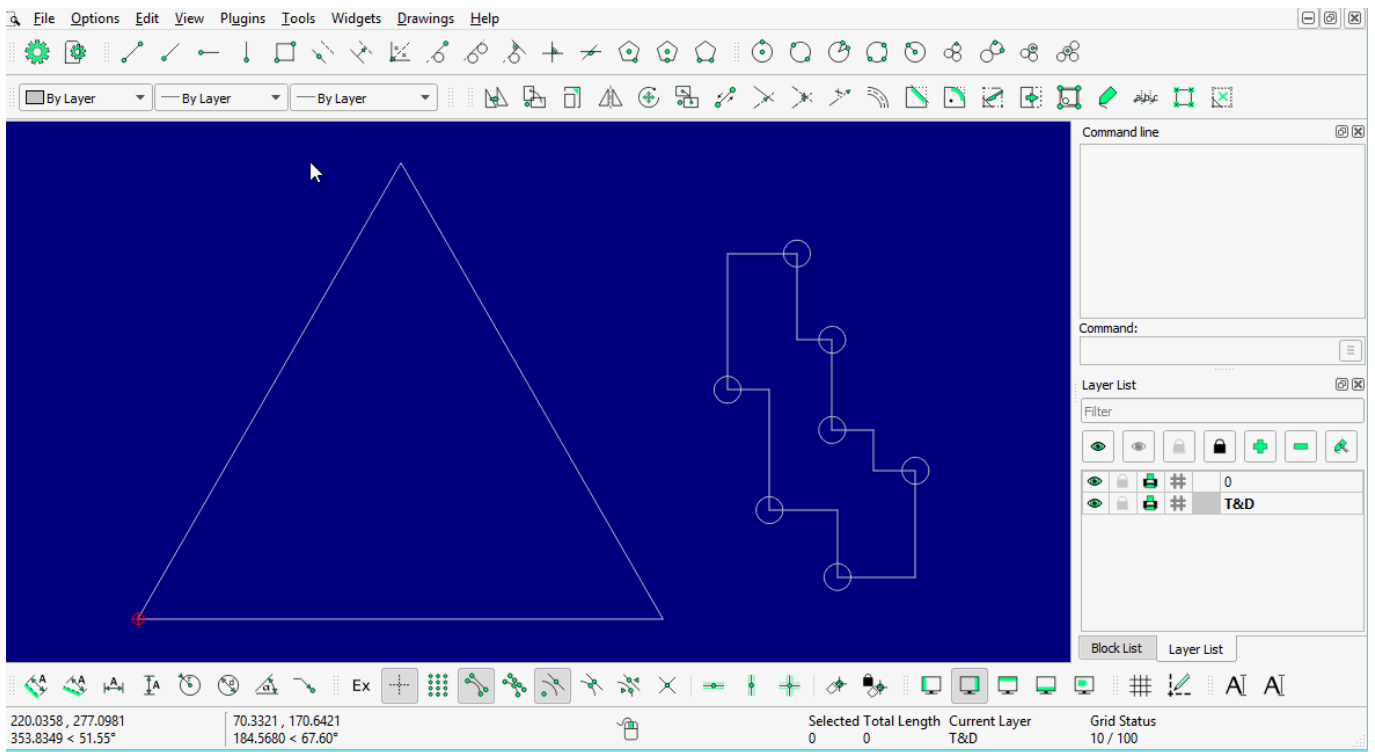 File Options Edit View Plugins Tools Widgets Drawings Help
By Layer By Layer By Layer
Command line
Command:
Layer List
Filter
0
T&D
Block List Layer List
Ex
220.0358 , 277.0981 70.3321 , 170.6421 Selected Total Length Current Layer Grid Status
353.8349 < 51.55° 184.5680 < 67.60° 0 0 T&D 10 / 100